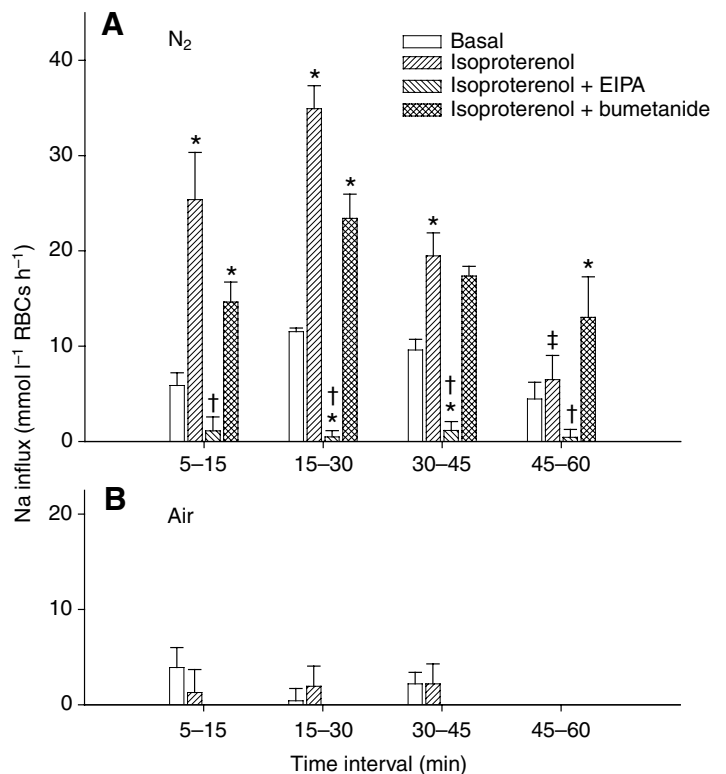 A
N₂
Basal
Isoproterenol
Isoproterenol + EIPA
Isoproterenol + bumetanide
40
30
20
10
0
* * * * * * †
† * † * ‡ †
5–15 15–30 30–45 45–60
Na influx (mmol l⁻¹ RBCs h⁻¹)
B
Air
20
10
0
5–15 15–30 30–45 45–60
Time interval (min)